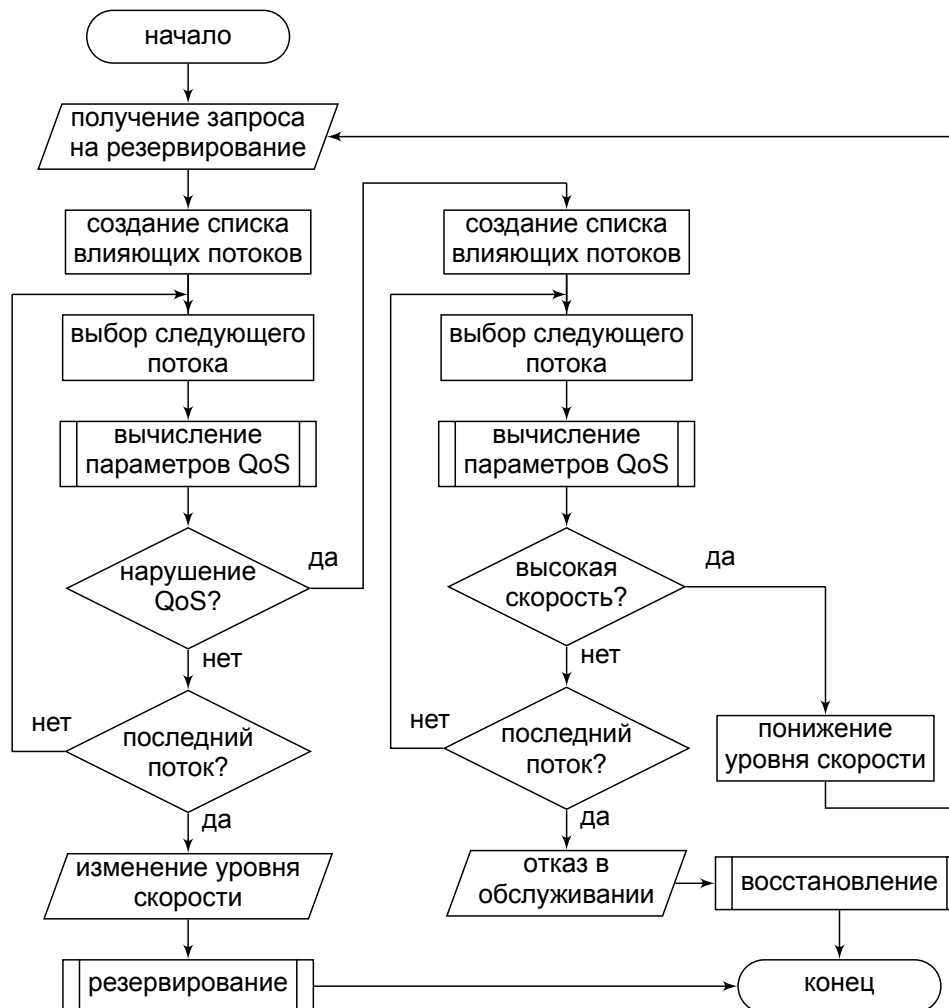 начало
получение запроса
на резервирование
создание списка
влияющих потоков
выбор следующего
потока
вычисление
параметров QoS
нарушение
QoS?
да
нет
последний
поток?
нет
да
изменение уровня
скорости
резервирование
создание списка
влияющих потоков
выбор следующего
потока
вычисление
параметров QoS
высокая
скорость?
да
нет
последний
поток?
нет
да
понижение
уровня скорости
отказ в
обслуживании
восстановление
конец